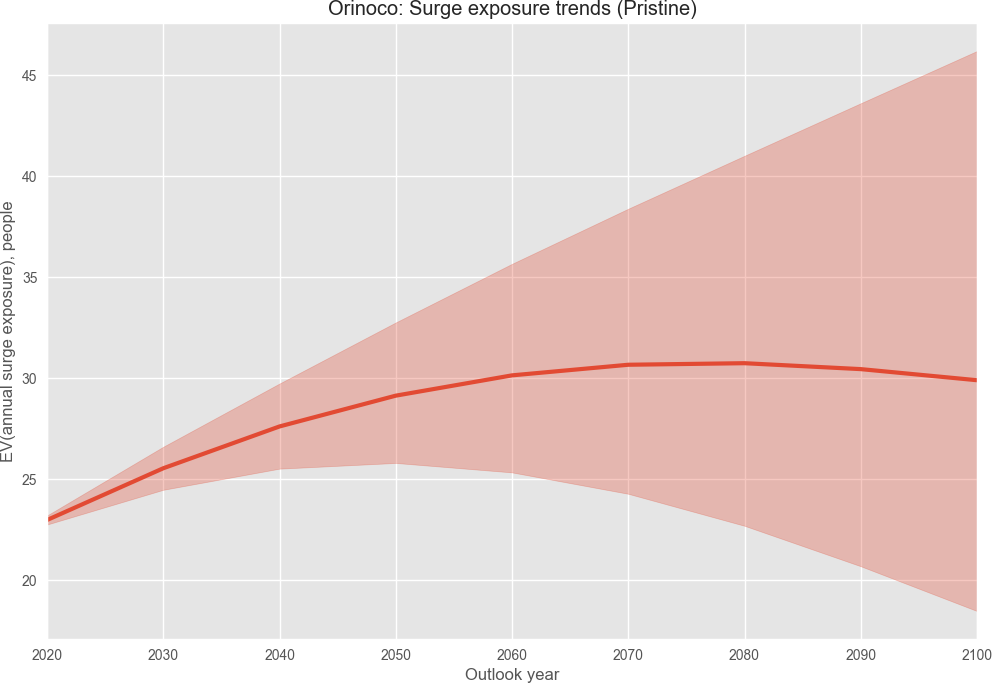 Orinoco: Surge exposure trends (Pristine)
EV(annual surge exposure), people
45
40
35
30
25
20
2020 2030 2040 2050 2060 2070 2080 2090 2100
Outlook year